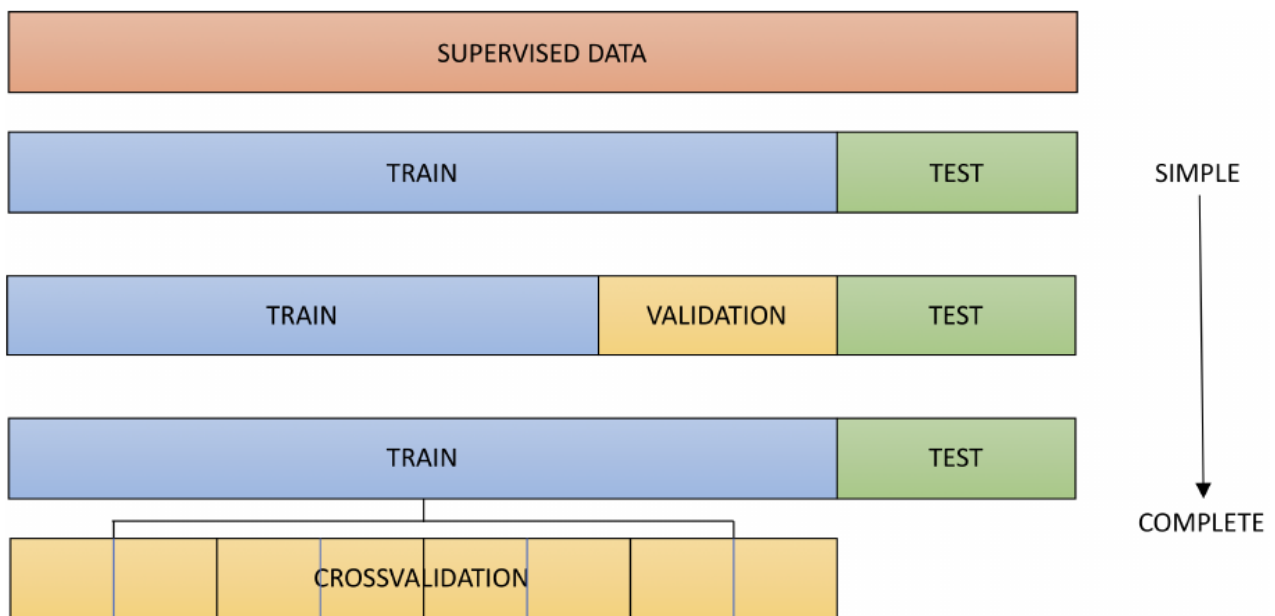 SUPERVISED DATA
TRAIN
TEST
SIMPLE
TRAIN
VALIDATION
TEST
TRAIN
TEST
COMPLETE
CROSSVALIDATION